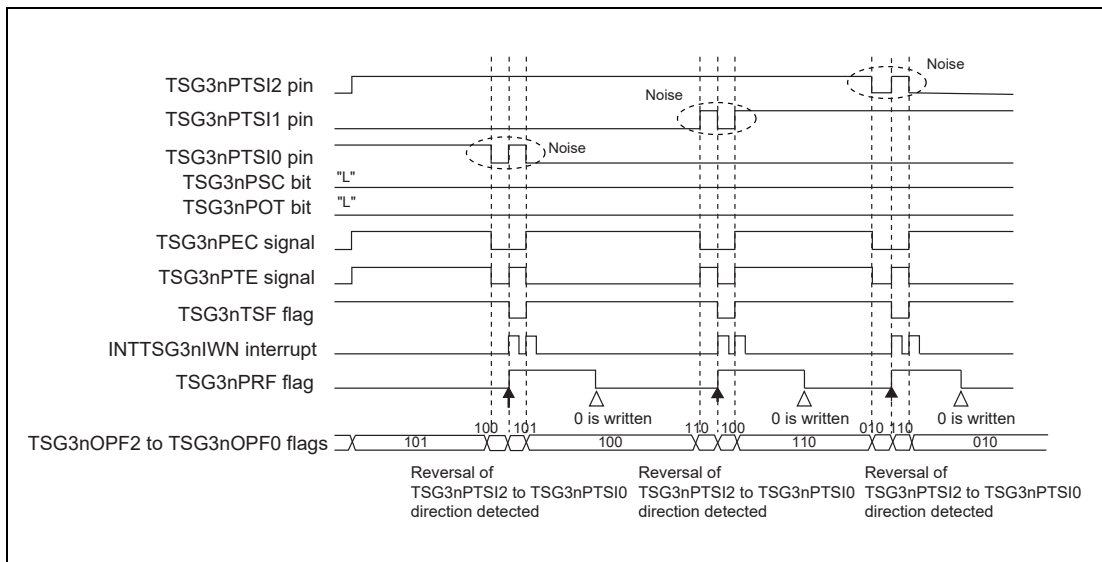 Noise
TSG3nPTSI2 pin
Noise
TSG3nPTSI1 pin
Noise
TSG3nPTSI0 pin
"L"
TSG3nPSC bit
"L"
TSG3nPOT bit
TSG3nPEC signal
TSG3nPTE signal
TSG3nTSF flag
INTTSG3nIWN interrupt
TSG3nPRF flag
0 is written
0 is written
0 is written
100 101 110 100 010 110
TSG3nOPF2 to TSG3nOPF0 flags
101 100 110 010
Reversal of
TSG3nPTSI2 to TSG3nPTSI0
direction detected
Reversal of
TSG3nPTSI2 to TSG3nPTSI0
direction detected
Reversal of
TSG3nPTSI2 to TSG3nPTSI0
direction detected